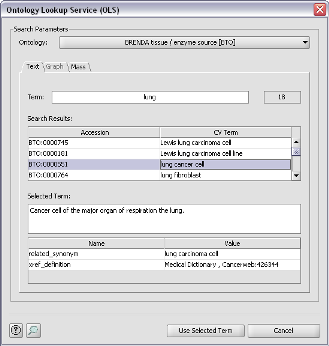 Ontology Lookup Service (OLS)
Search Parameters
Ontology: BRENDA tissue / enzyme source [BTO]
Text Graph Mass
Term: lung 18
Search Results:
Accession CV Term
BTO:0000745 Lewis lung carcinoma cell
BTO:0000181 Lewis lung carcinoma cell line
BTO:0000551 lung cancer cell
BTO:0000764 lung fibroblast
Selected Term:
Cancer cell of the major organ of respiration the lung.
Name Value
related_synonym lung carcinoma cell
x-ref_definition Medical Dictionary , Cancerweb:426344
? Use Selected Term Cancel